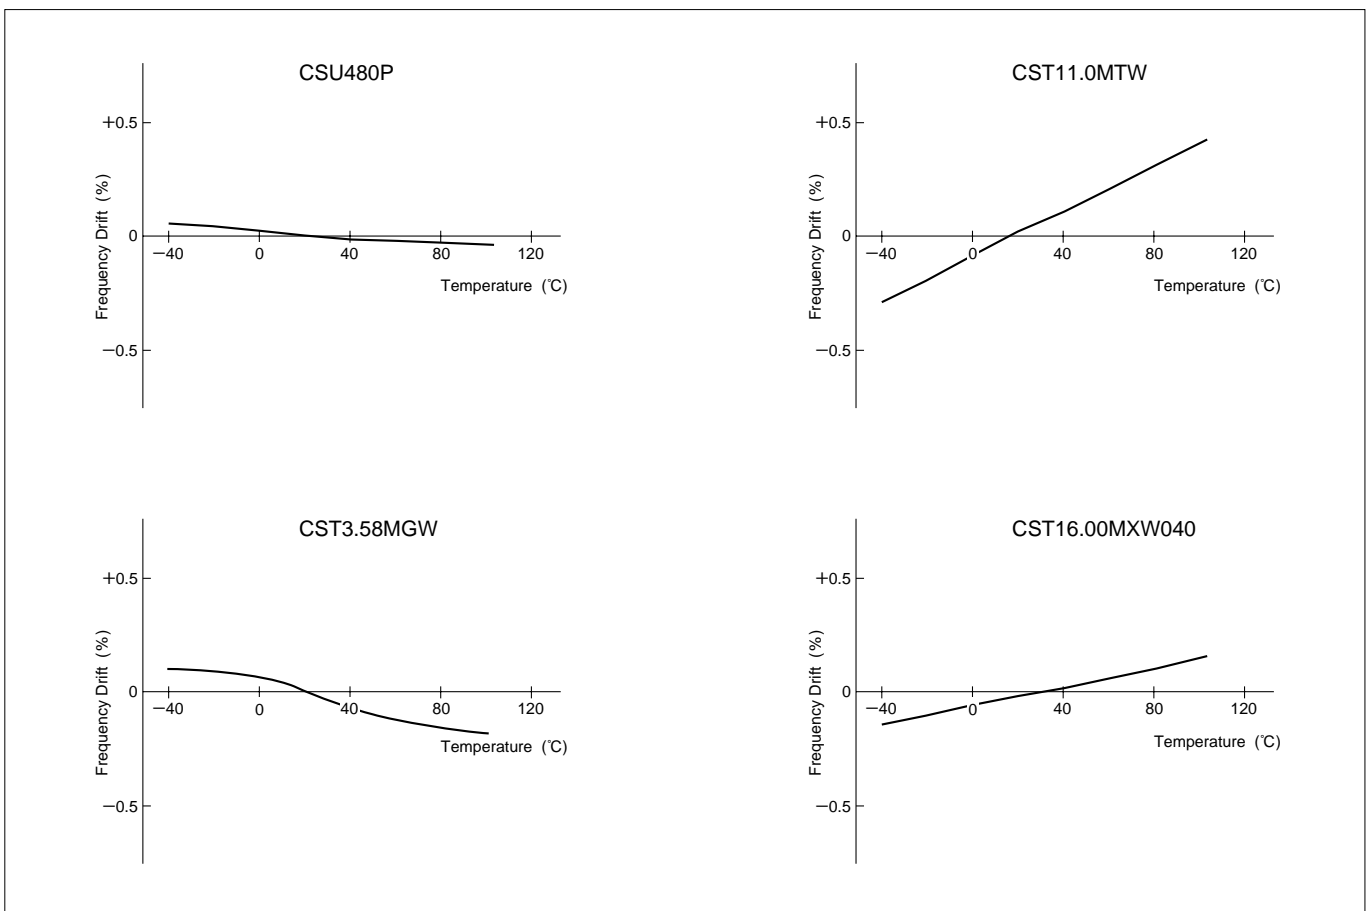 CSU480P
+0.5
0
−0.5
Frequency Drift (%)
−40 0 40 80 120
Temperature (℃)
CST11.0MTW
+0.5
0
−0.5
Frequency Drift (%)
−40 0 40 80 120
Temperature (℃)
CST3.58MGW
+0.5
0
−0.5
Frequency Drift (%)
−40 0 40 80 120
Temperature (℃)
CST16.00MXW040
+0.5
0
−0.5
Frequency Drift (%)
−40 0 40 80 120
Temperature (℃)